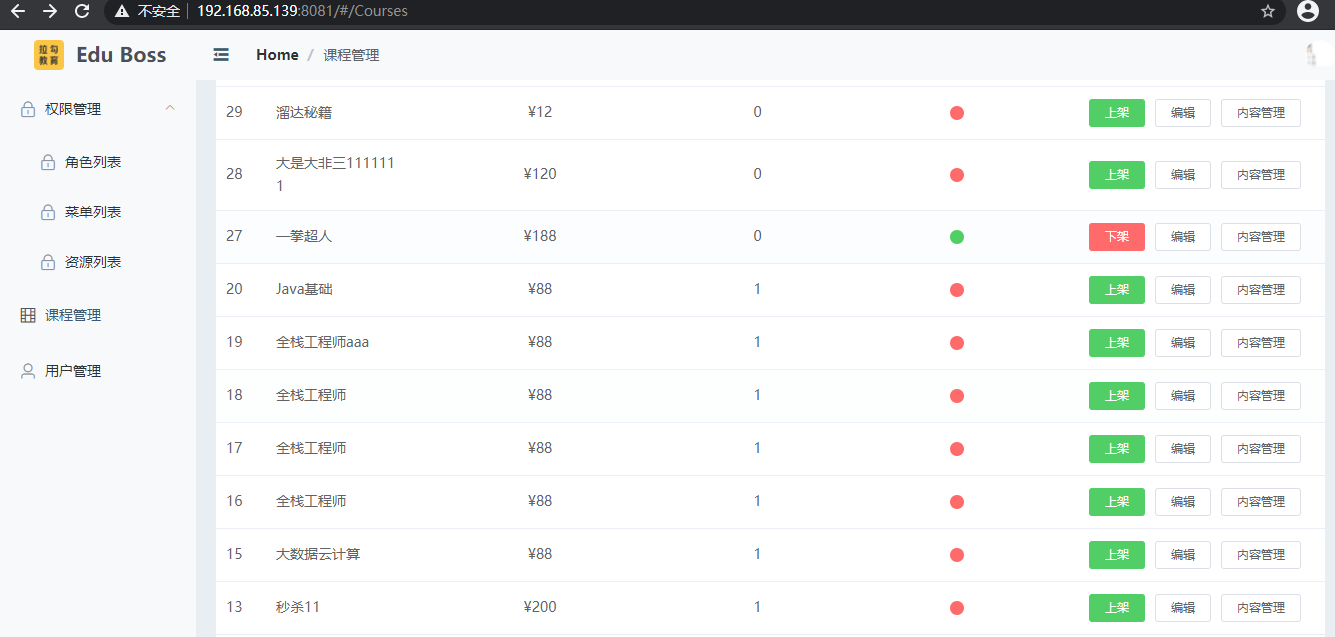 不安全 192.168.85.139:8081/#/Courses
拉勾
教育
Edu Boss
Home / 课程管理
权限管理
角色列表
菜单列表
资源列表
课程管理
用户管理
29 溜达秘籍 ¥12 0 上架 编辑 内容管理
28 大是大非三111111
1 ¥120 0 上架 编辑 内容管理
27 一拳超人 ¥188 0 下架 编辑 内容管理
20 Java基础 ¥88 1 上架 编辑 内容管理
19 全栈工程师aaa ¥88 1 上架 编辑 内容管理
18 全栈工程师 ¥88 1 上架 编辑 内容管理
17 全栈工程师 ¥88 1 上架 编辑 内容管理
16 全栈工程师 ¥88 1 上架 编辑 内容管理
15 大数据云计算 ¥88 1 上架 编辑 内容管理
13 秒杀11 ¥200 1 上架 编辑 内容管理